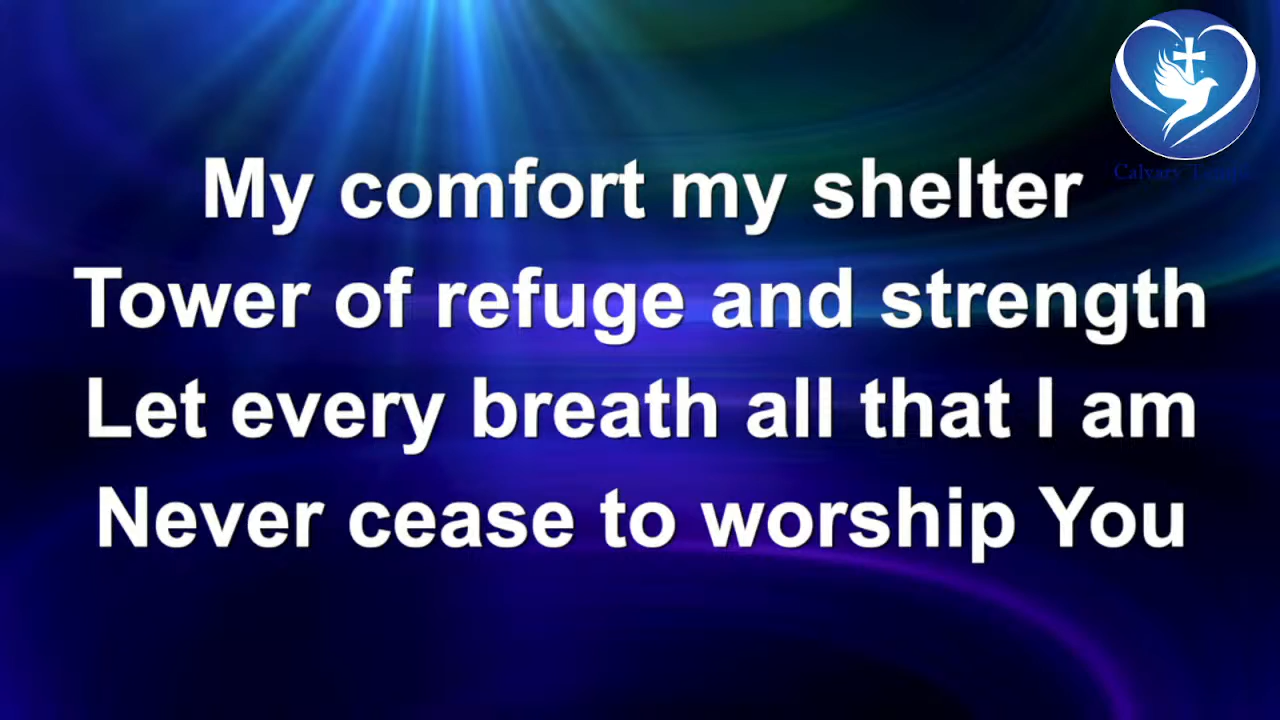 My comfort my shelter
Tower of refuge and strength
Let every breath all that I am
Never cease to worship You
Calvary